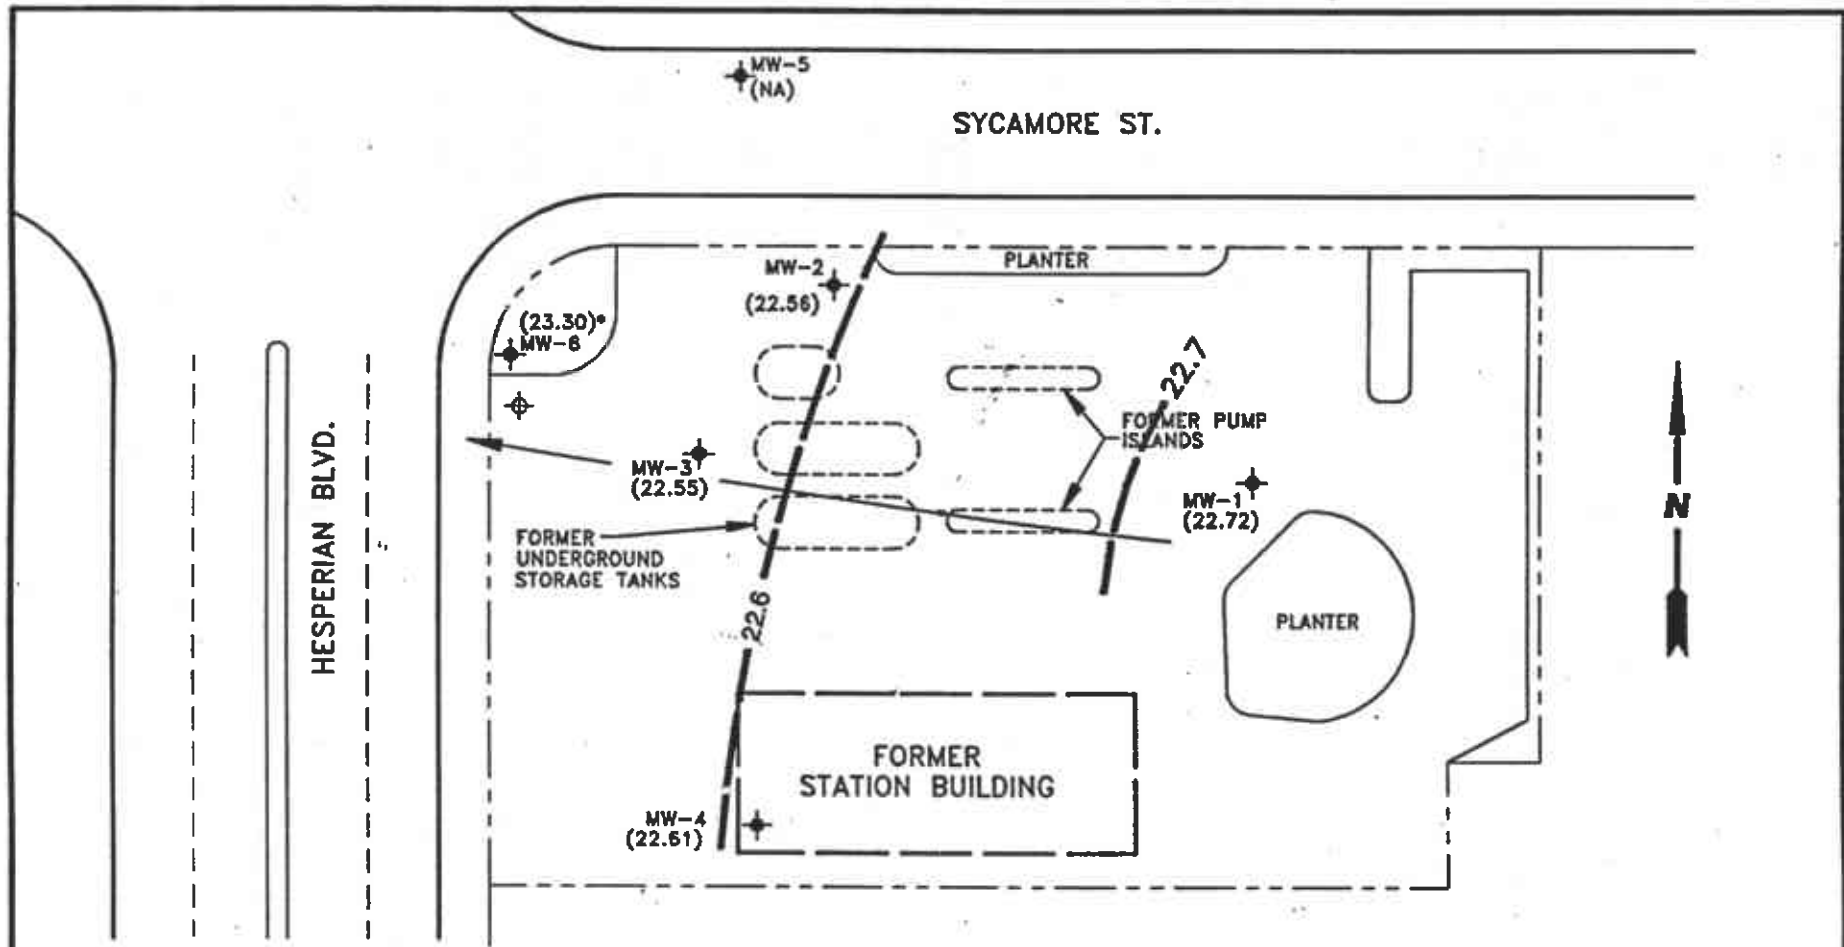 MW-5
(NA)
SYCAMORE ST.
MW-2
(22.56)
PLANTER
(23.30)*
MW-6
22.7
FORMER PUMP
ISLANDS
HESPERIAN BLVD.
MW-3
(22.55)
MW-1
(22.72)
N
FORMER
UNDERGROUND
STORAGE TANKS
22.6
PLANTER
FORMER
STATION BUILDING
MW-4
(22.61)